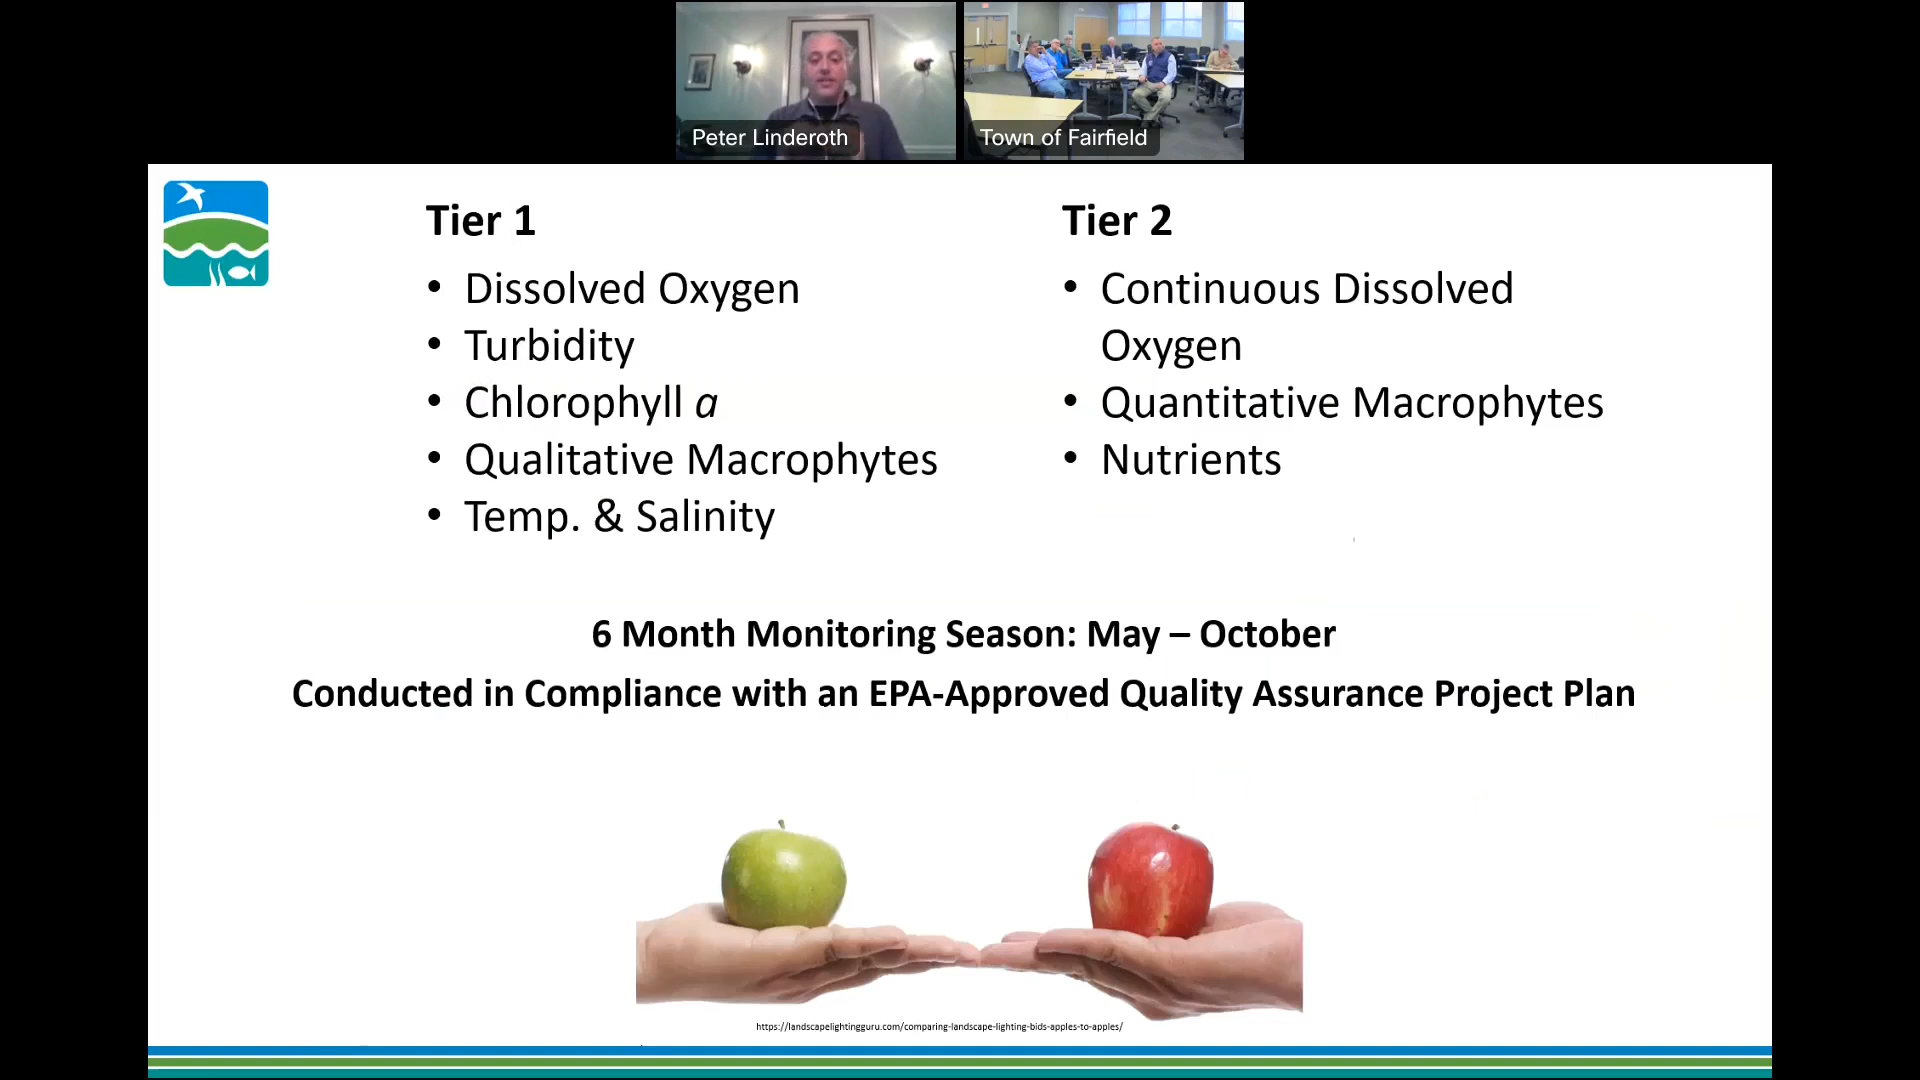 Peter Linderoth
Town of Fairfield
Tier 1
• Dissolved Oxygen
• Turbidity
• Chlorophyll a
• Qualitative Macrophytes
• Temp. & Salinity
Tier 2
• Continuous Dissolved
Oxygen
• Quantitative Macrophytes
• Nutrients
6 Month Monitoring Season: May – October
Conducted in Compliance with an EPA-Approved Quality Assurance Project Plan
https://landscapelightingguru.com/comparing-landscape-lighting-bids-apples-to-apples/